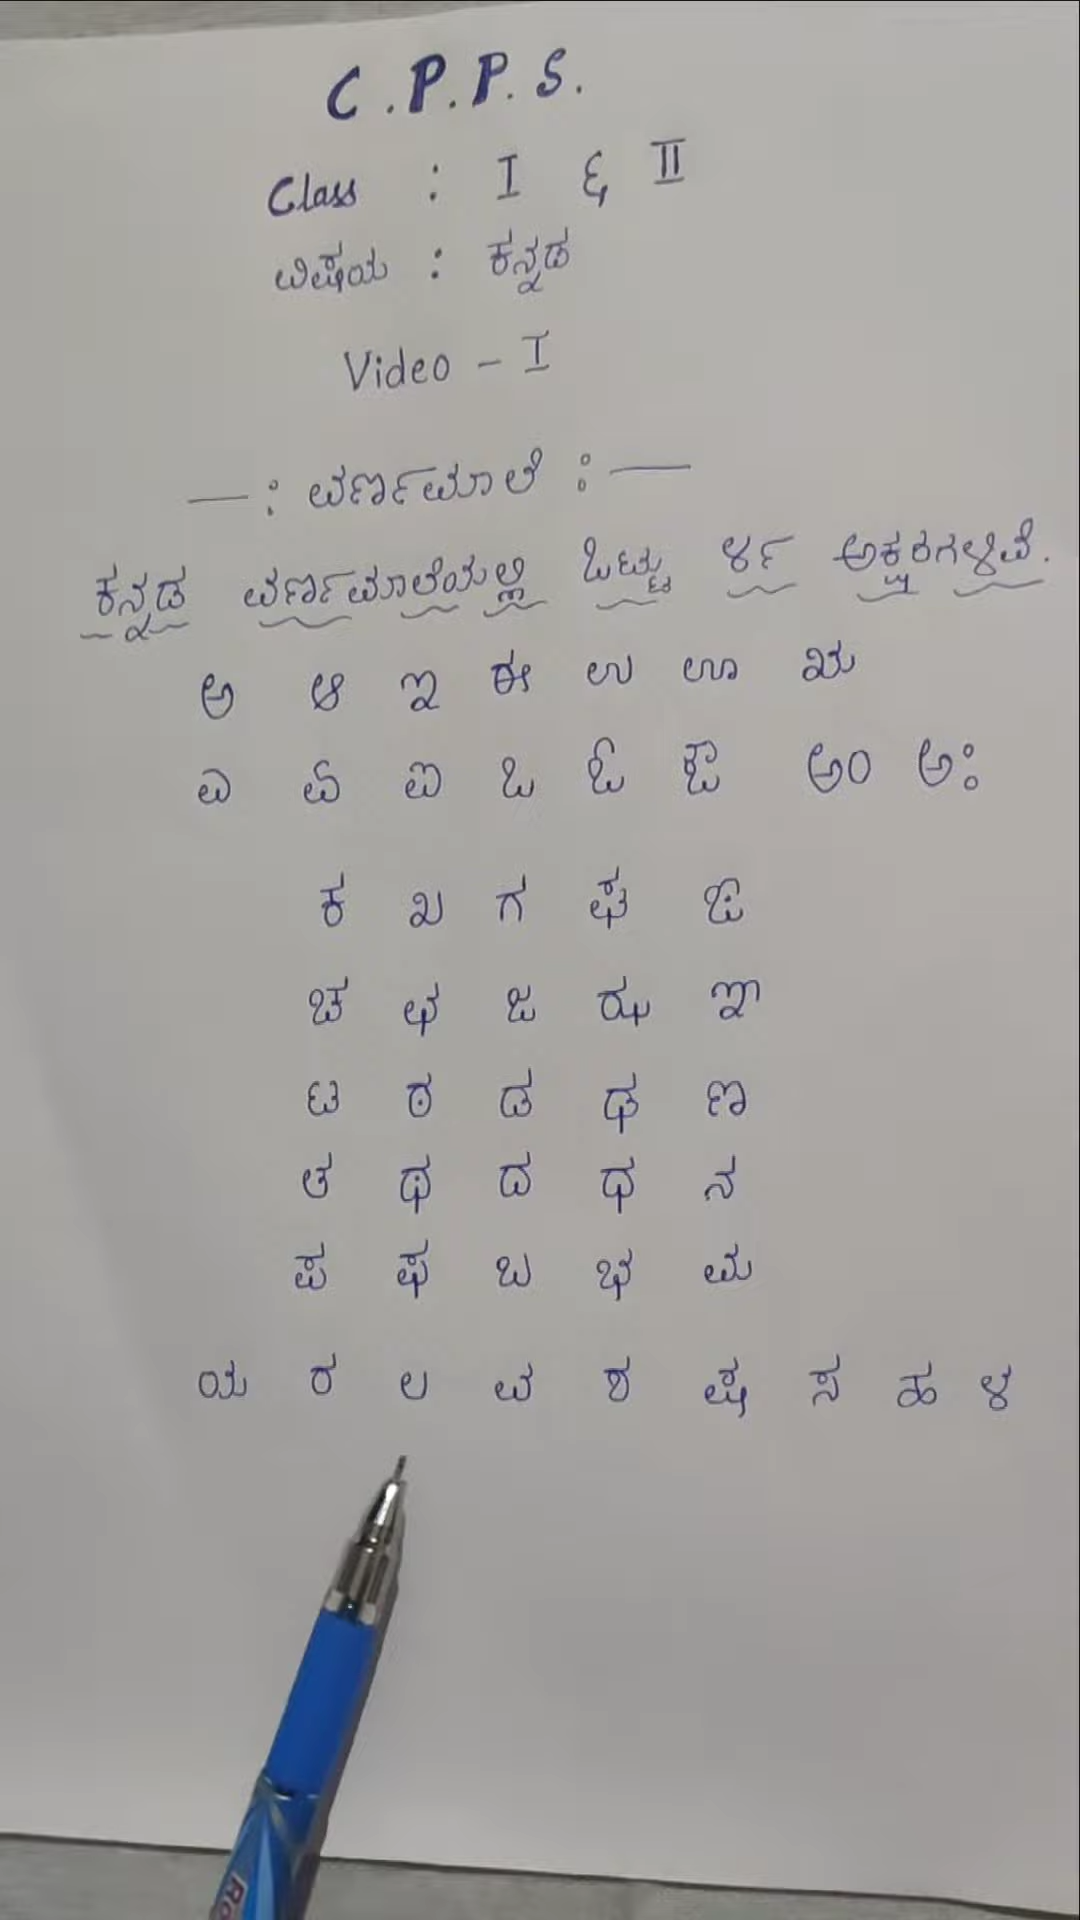 C.P.P.S.
Class : I & II
ವಿಷಯ : ಕನ್ನಡ
Video - I
—: ವರ್ಣಮಾಲೆ :—
ಕನ್ನಡ ವರ್ಣಮಾಲೆಯಲ್ಲಿ ಒಟ್ಟು ೪೯ ಅಕ್ಷರಗಳಿವೆ.
ಅ ಆ ಇ ಈ ಉ ಊ ಋ
ಎ ಏ ಐ ಒ ಓ ಔ ಅಂ ಅಃ
ಕ ಖ ಗ ಘ ಙ
ಚ ಛ ಜ ಝ ಞ
ಟ ಠ ಡ ಢ ಣ
ತ ಥ ದ ಧ ನ
ಪ ಫ ಬ ಭ ಮ
ಯ ರ ಲ ವ ಶ ಷ ಸ ಹ ಳ